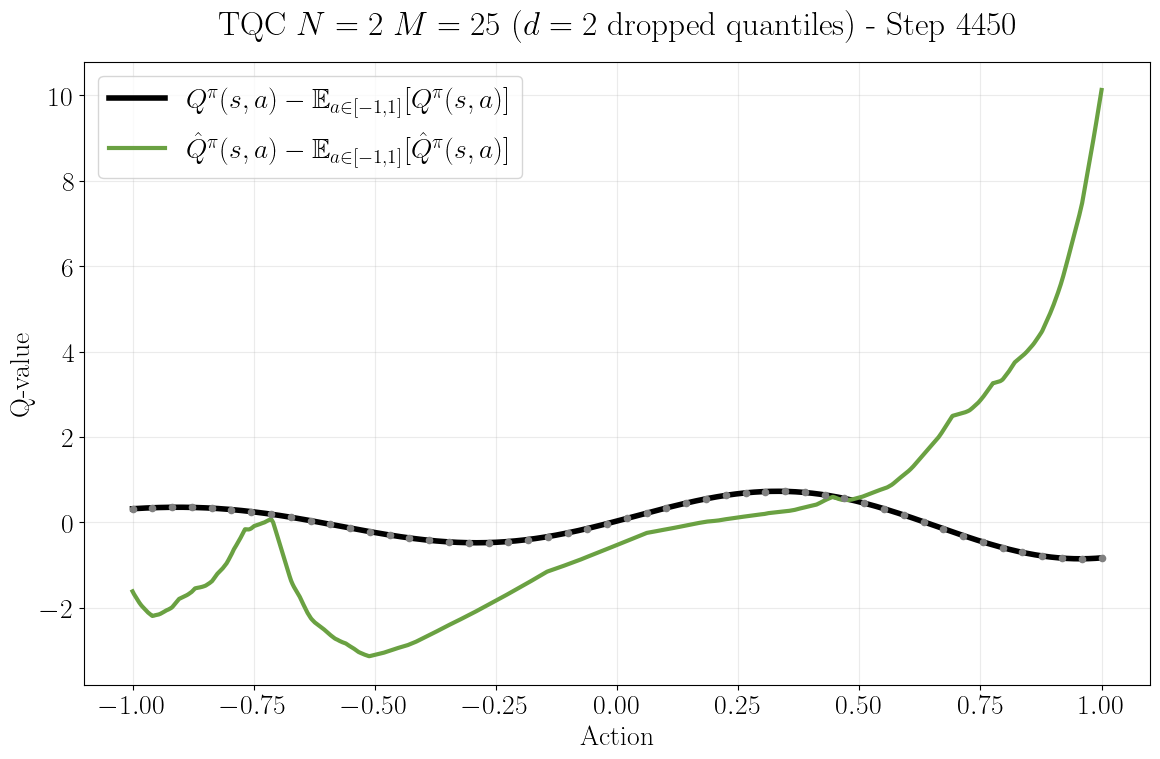 TQC N = 2 M = 25 (d = 2 dropped quantiles) - Step 4450
Q^π(s, a) − 𝔼_{a∈[−1,1]}[Q^π(s, a)]
Q̂^π(s, a) − 𝔼_{a∈[−1,1]}[Q̂^π(s, a)]
10
8
6
4
2
0
−2
Q-value
−1.00 −0.75 −0.50 −0.25 0.00 0.25 0.50 0.75 1.00
Action